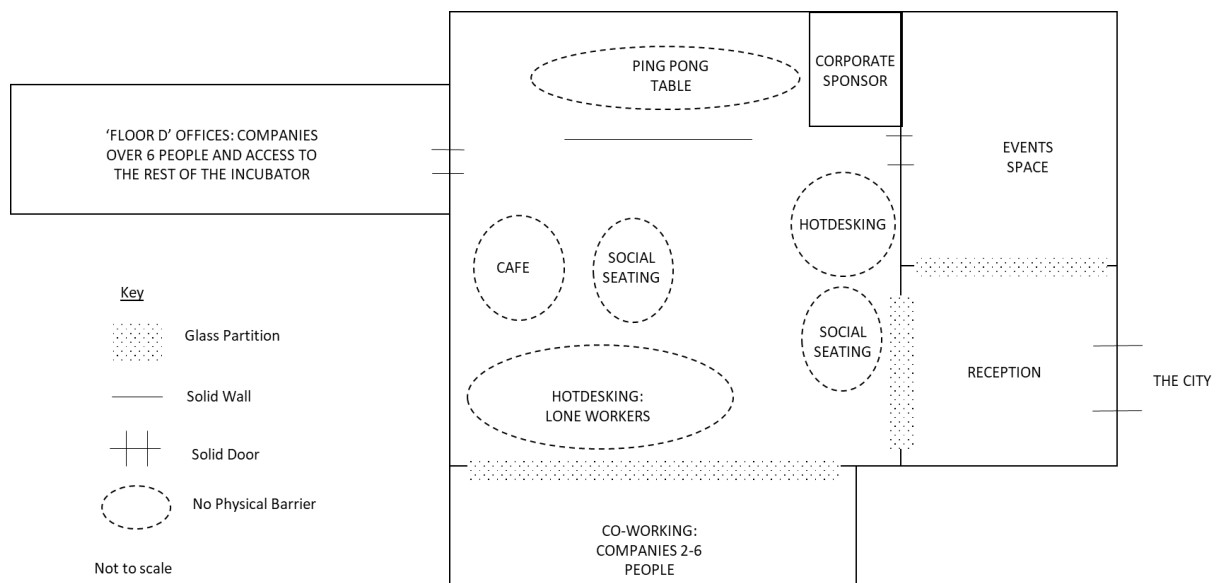 PING PONG
TABLE
CORPORATE
SPONSOR
‘FLOOR D’ OFFICES: COMPANIES
OVER 6 PEOPLE AND ACCESS TO
THE REST OF THE INCUBATOR
EVENTS
SPACE
HOTDESKING
CAFE
SOCIAL
SEATING
SOCIAL
SEATING
RECEPTION
THE CITY
HOTDESKING:
LONE WORKERS
CO-WORKING:
COMPANIES 2-6
PEOPLE
Key
Glass Partition
Solid Wall
Solid Door
No Physical Barrier
Not to scale